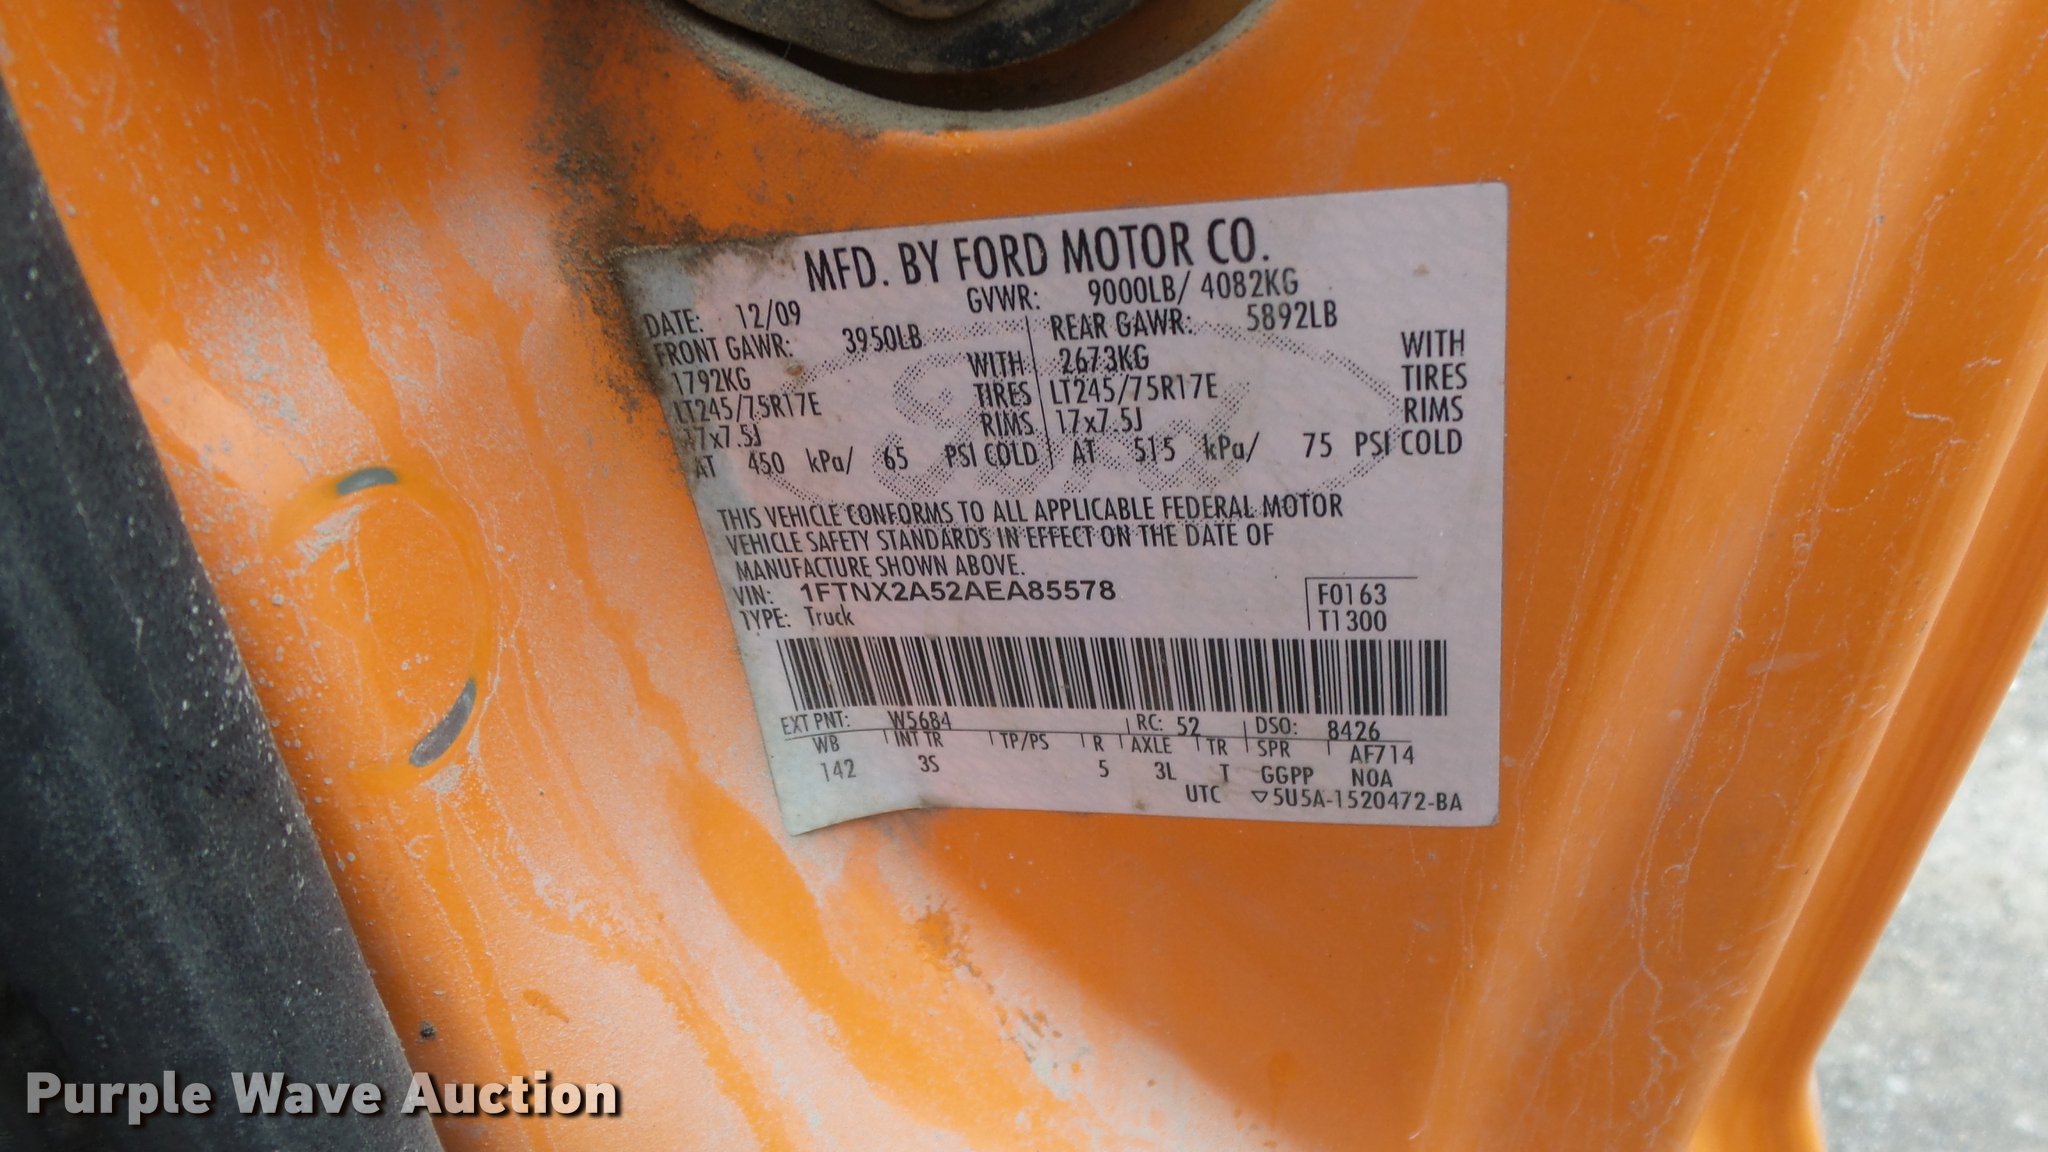 MFD. BY FORD MOTOR CO.
DATE: 12/09 GVWR: 9000LB/ 4082KG
FRONT GAWR: 3950LB REAR GAWR: 5892LB
1792KG WITH 2673KG WITH
LT245/75R17E TIRES LT245/75R17E TIRES
17x7.5J RIMS 17x7.5J RIMS
AT 450 kPa/ 65 PSI COLD AT 515 kPa/ 75 PSI COLD
THIS VEHICLE CONFORMS TO ALL APPLICABLE FEDERAL MOTOR
VEHICLE SAFETY STANDARDS IN EFFECT ON THE DATE OF
MANUFACTURE SHOWN ABOVE.
VIN: 1FTNX2A52AEA85578 F0163
TYPE: Truck T1300
EXT PNT: W5684 RC: 52 DSO: 8426
WB INT TR TP/PS R AXLE TR SPR AF714
142 3S 5 3L T GGPP N0A
UTC ▽5U5A-1520472-BA
Ford
Purple Wave Auction